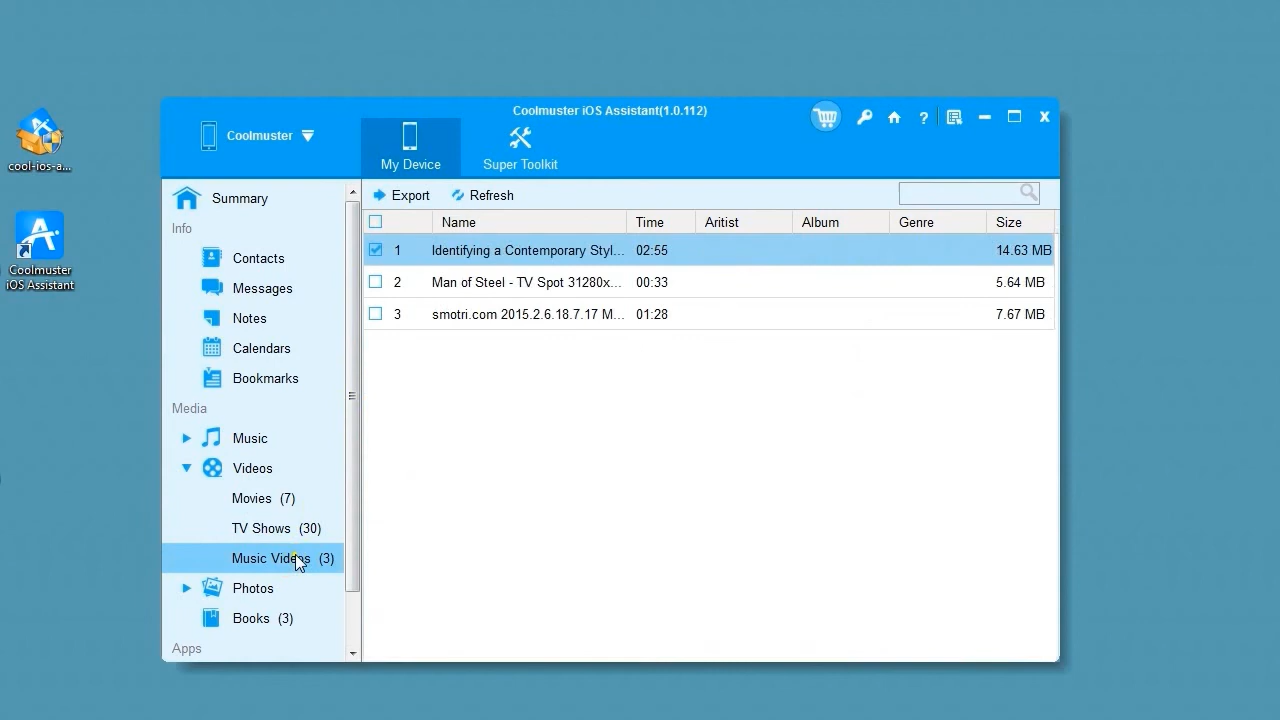 Coolmuster iOS Assistant(1.0.112)
Coolmuster
My Device
Super Toolkit
?
cool-ios-a...
Coolmuster
iOS Assistant
Summary
Info
Contacts
Messages
Notes
Calendars
Bookmarks
Media
Music
Videos
Movies (7)
TV Shows (30)
Music Videos (3)
Photos
Books (3)
Apps
Export Refresh
Name Time Aritist Album Genre Size
1 Identifying a Contemporary Styl... 02:55 14.63 MB
2 Man of Steel - TV Spot 31280x... 00:33 5.64 MB
3 smotri.com 2015.2.6.18.7.17 M... 01:28 7.67 MB